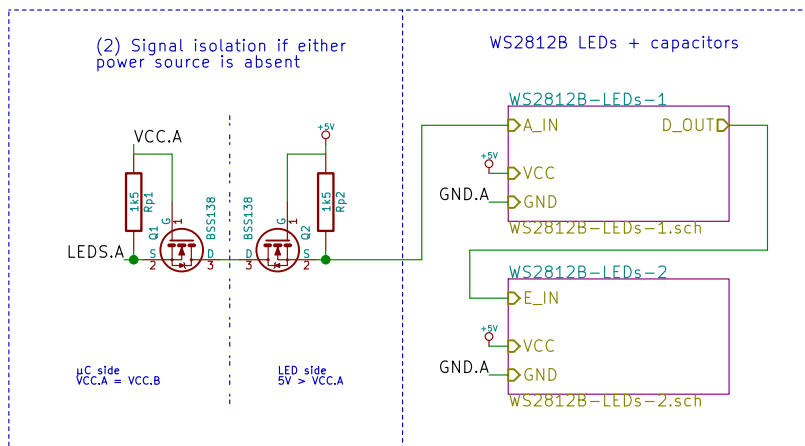 (2) Signal isolation if either
power source is absent
WS2812B LEDs + capacitors
VCC.A
+5V
1k5
Rp1
G
1
BSS138
Q1
LEDS.A
S
2
D
3
BSS138
G
1
Q2
1k5
Rp2
D
3
S
2
µC side
VCC.A = VCC.B
LED side
5V > VCC.A
WS2812B-LEDs-1
A_IN
D_OUT
+5V
VCC
GND.A
GND
WS2812B-LEDs-1.sch
WS2812B-LEDs-2
E_IN
+5V
VCC
GND.A
GND
WS2812B-LEDs-2.sch